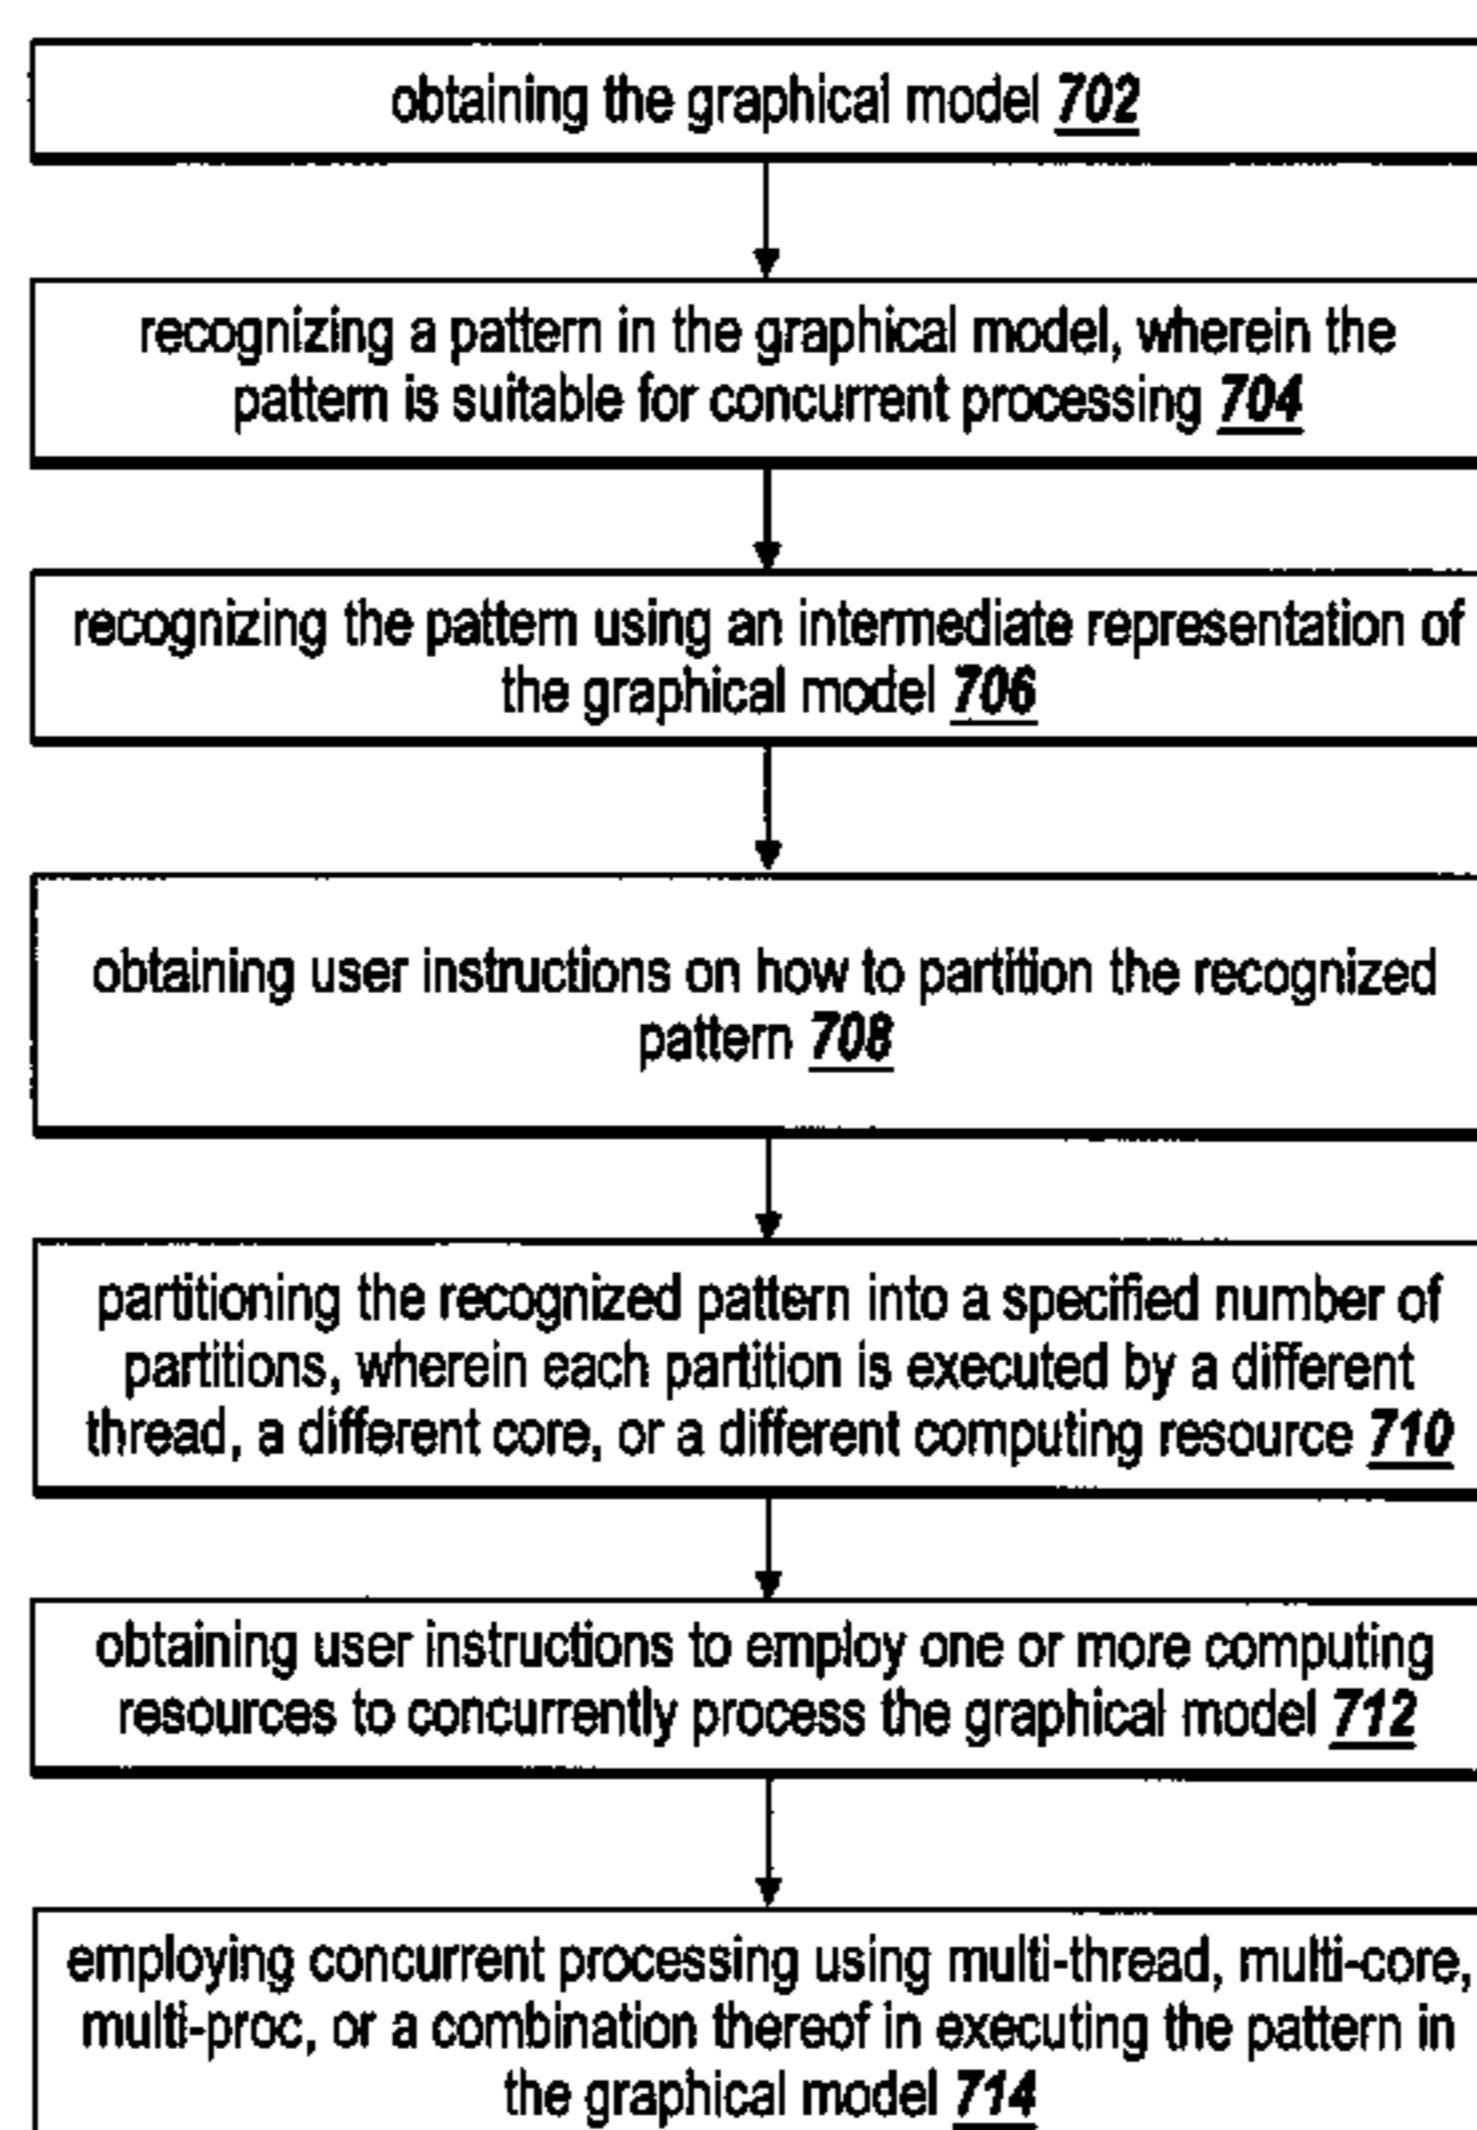 obtaining the graphical model 702
recognizing a pattern in the graphical model, wherein the
pattern is suitable for concurrent processing 704
recognizing the pattern using an intermediate representation of
the graphical model 706
obtaining user instructions on how to partition the recognized
pattern 708
partitioning the recognized pattern into a specified number of
partitions, wherein each partition is executed by a different
thread, a different core, or a different computing resource 710
obtaining user instructions to employ one or more computing
resources to concurrently process the graphical model 712
employing concurrent processing using multi-thread, multi-core,
multi-proc, or a combination thereof in executing the pattern in
the graphical model 714